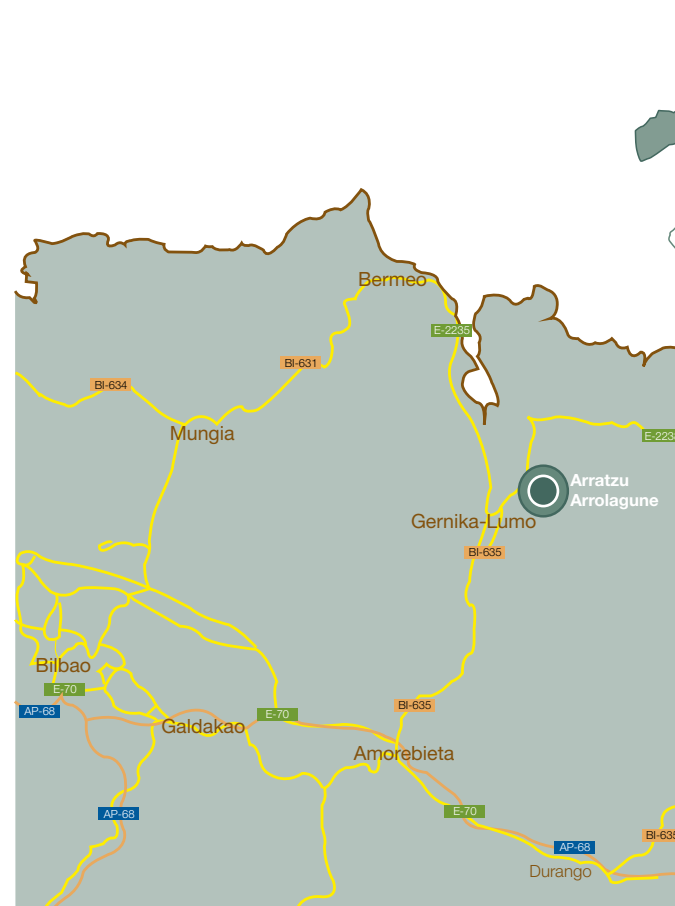 Bermeo
E-2235
BI-631
BI-634
Mungia
E-223
Arratzu
Arrolagune
Gernika-Lumo
BI-635
Bilbao
E-70
AP-68
BI-635
E-70
Galdakao
Amorebieta
E-70
AP-68
BI-635
AP-68
Durango